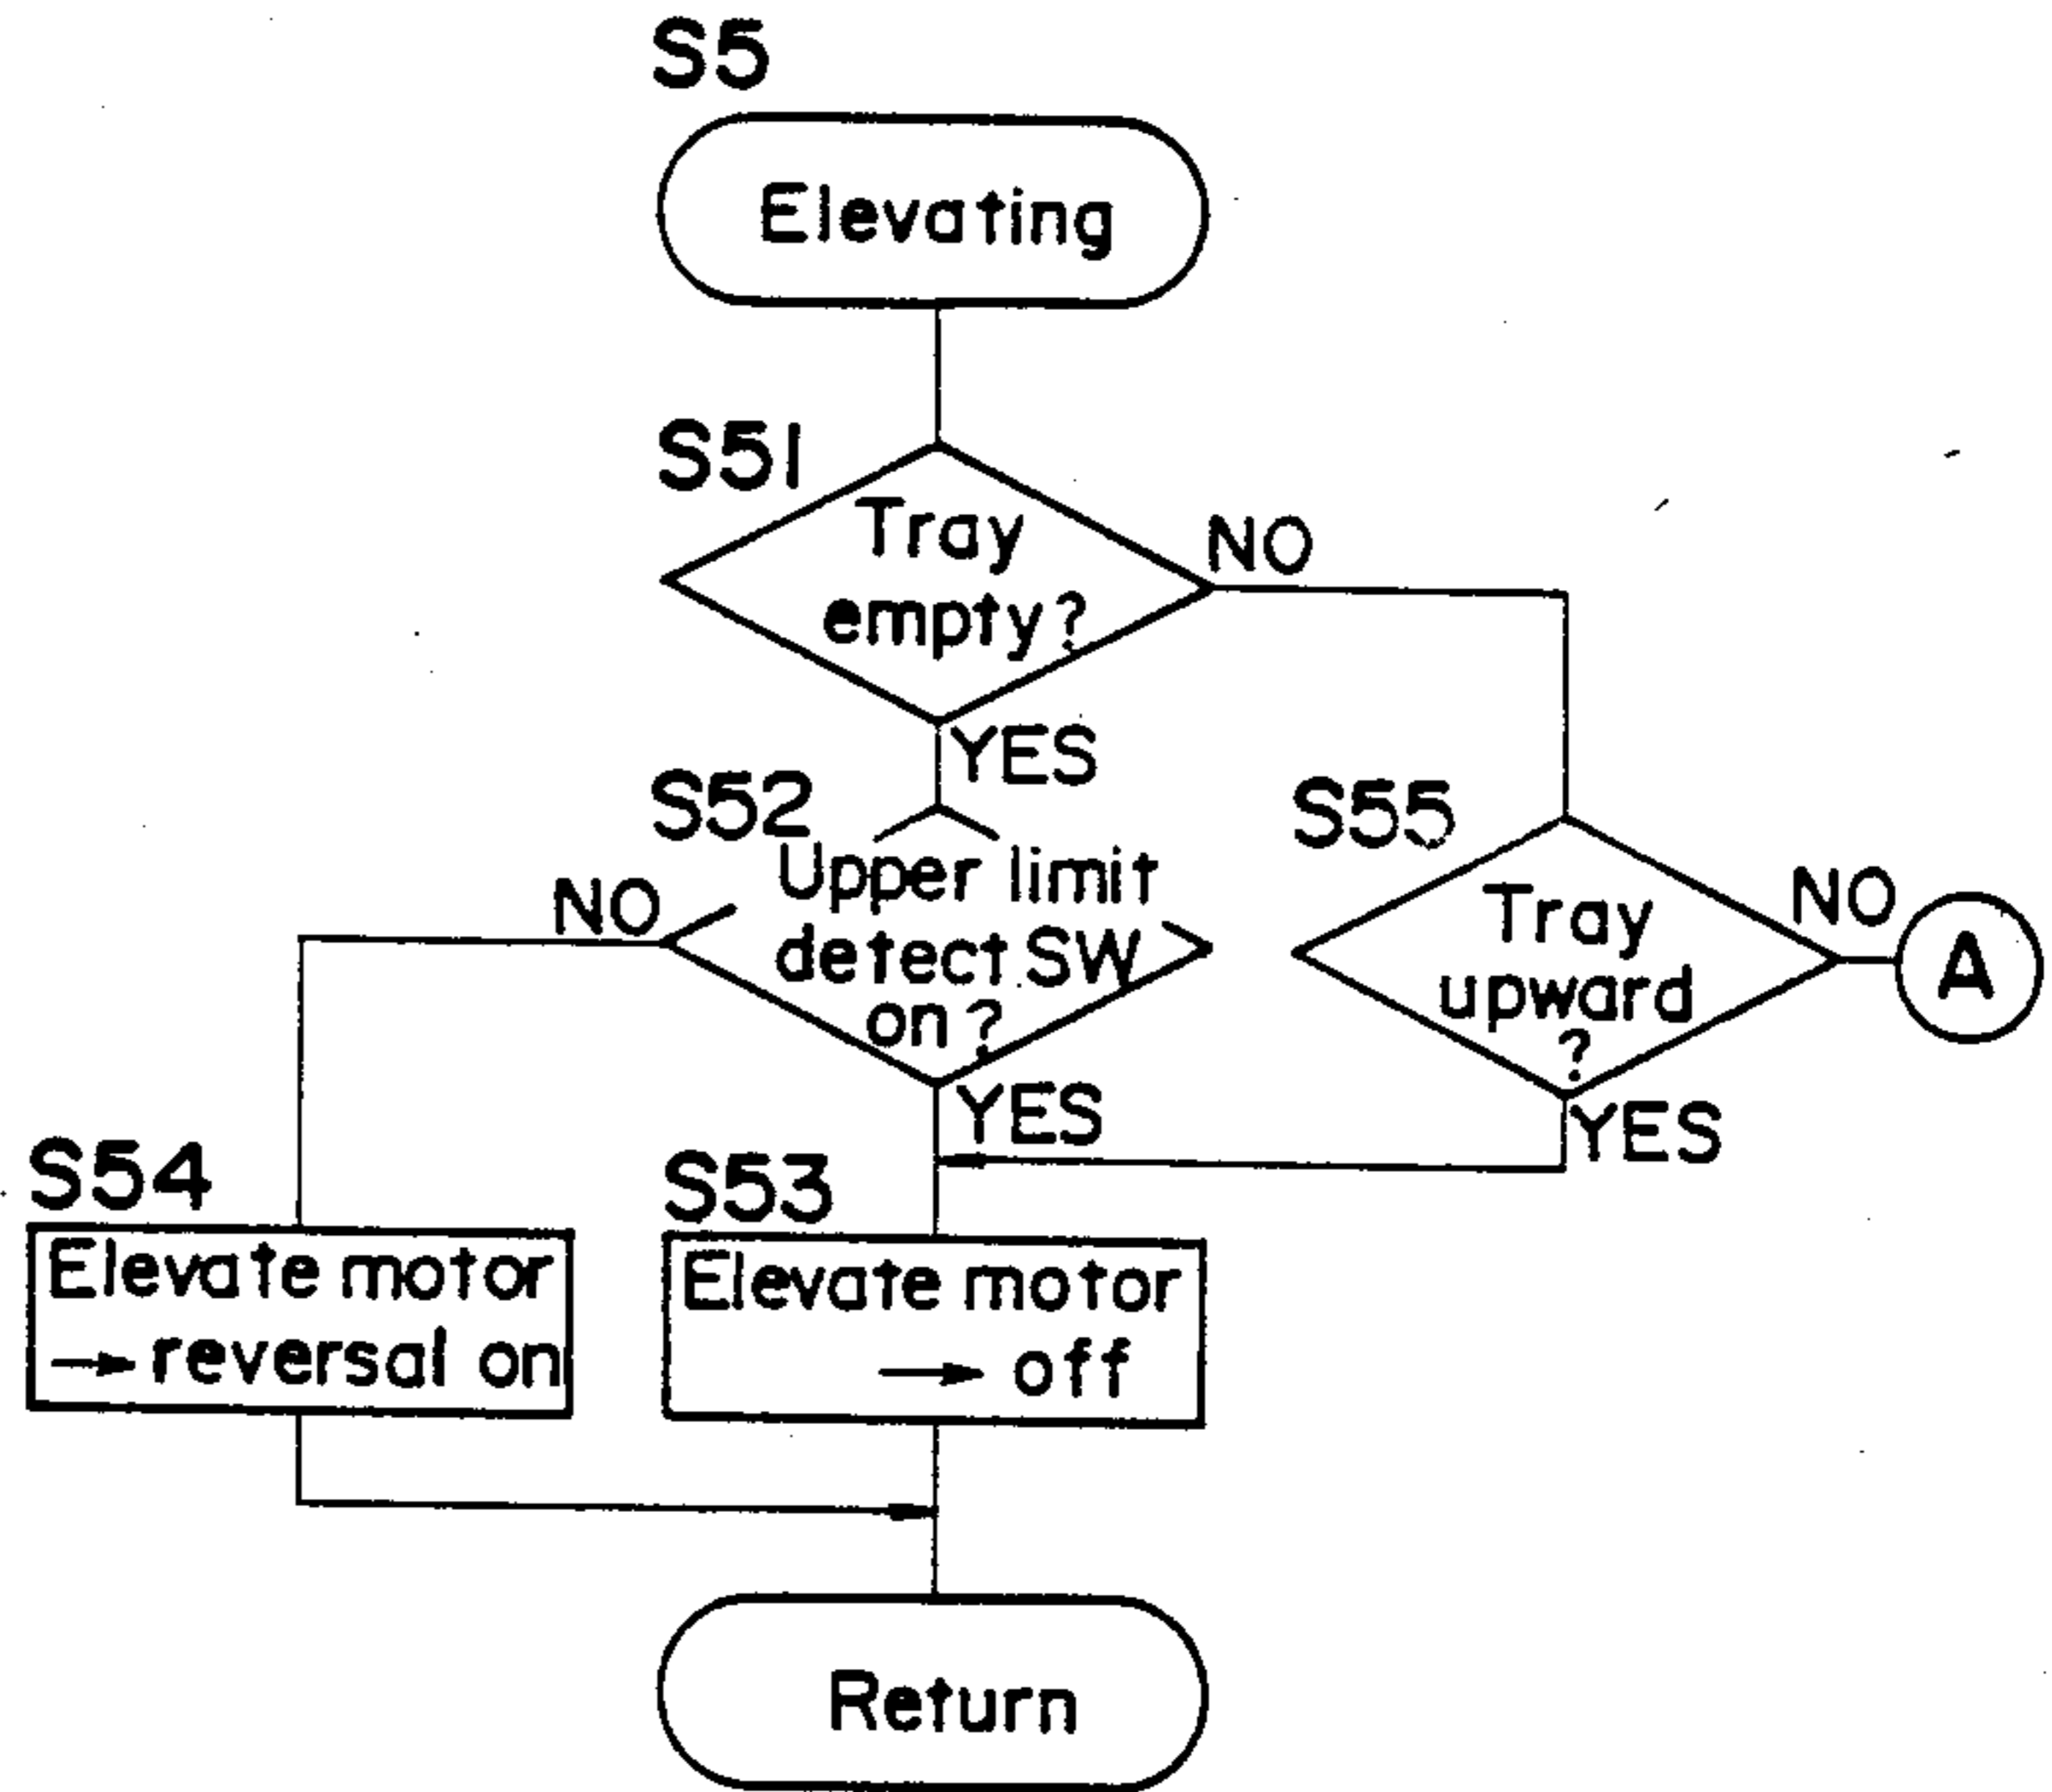 S5
Elevating
S51
Tray
empty?
NO
YES
S52
Upper limit
detect SW
on?
NO
YES
S55
Tray
upward
?
NO
A
YES
S54
Elevate motor
→ reversal on
S53
Elevate motor
→ off
Return